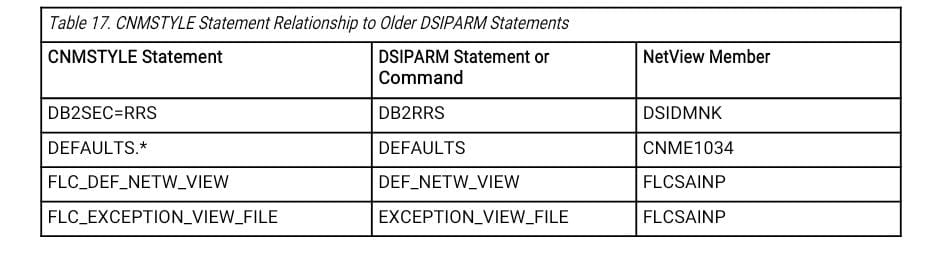 Table 17. CNMSTYLE Statement Relationship to Older DSIPARM Statements
CNMSTYLE Statement DSIPARM Statement or Command NetView Member
DB2SEC=RRS DB2RRS DSIDMNK
DEFAULTS.* DEFAULTS CNME1034
FLC_DEF_NETW_VIEW DEF_NETW_VIEW FLCSAINP
FLC_EXCEPTION_VIEW_FILE EXCEPTION_VIEW_FILE FLCSAINP